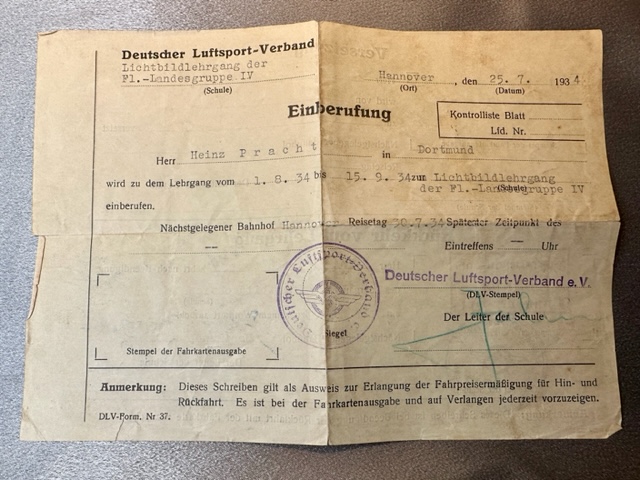 Deutscher Luftsport-Verband
Lichtbildlehrgang der
Fl.-Landesgruppe IV
(Schule)
Hannover, den 25.7. 1934
(Ort) (Datum)
Einberufung
Kontrolliste Blatt
Lfd. Nr.
Herr Heinz Pracht in Dortmund
wird zu dem Lehrgang vom 1.8.34 bis 15.9.34 zur Lichtbildlehrgang
(Schule)
der Fl.-Landesgruppe IV
einberufen.
Nächstgelegener Bahnhof Hannover Reisetag 30.7.34 Spätester Zeitpunkt des
Eintreffens — Uhr
Deutscher Luftsport-Verband e.V.
Deutscher Luftsport-Verband e.V.
(DLV-Stempel)
Siegel
Der Leiter der Schule
Stempel der Fahrkartenausgabe
Anmerkung: Dieses Schreiben gilt als Ausweis zur Erlangung der Fahrpreisermäßigung für Hin- und
Rückfahrt. Es ist bei der Fahrkartenausgabe und auf Verlangen jederzeit vorzuzeigen.
DLV-Form. Nr 37.